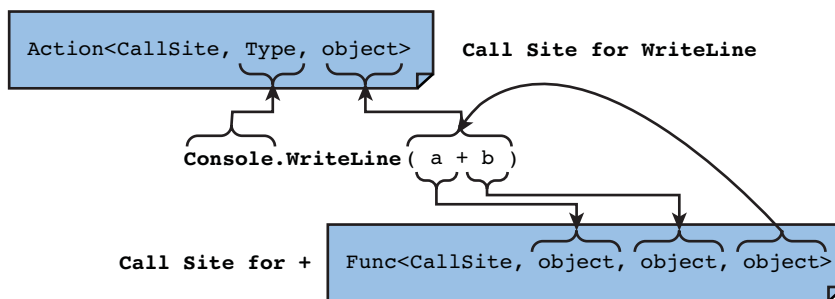 Action<CallSite, Type, object>
Call Site for WriteLine
Console.WriteLine( a + b )
Call Site for +
Func<CallSite, object, object, object>